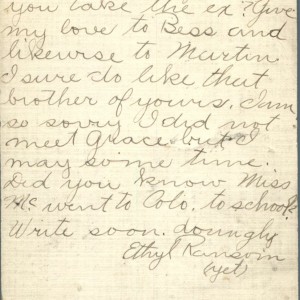 you take the ex? Give
my love to Bess and
likewise to Martin.
I sure do like that
brother of yours. I am
so sorry I did not
meet Grace but I
may some time.
Did you know Miss
Mc went to Colo. to school?
Write soon.
Ethyl Ransom
(yet)